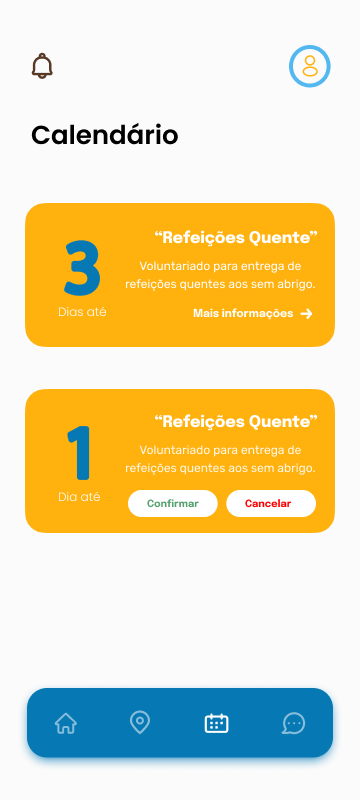 Calendário
3
Dias até
“Refeições Quente”
Voluntariado para entrega de
refeições quentes aos sem abrigo.
Mais informações →
1
Dia até
“Refeições Quente”
Voluntariado para entrega de
refeições quentes aos sem abrigo.
Confirmar
Cancelar